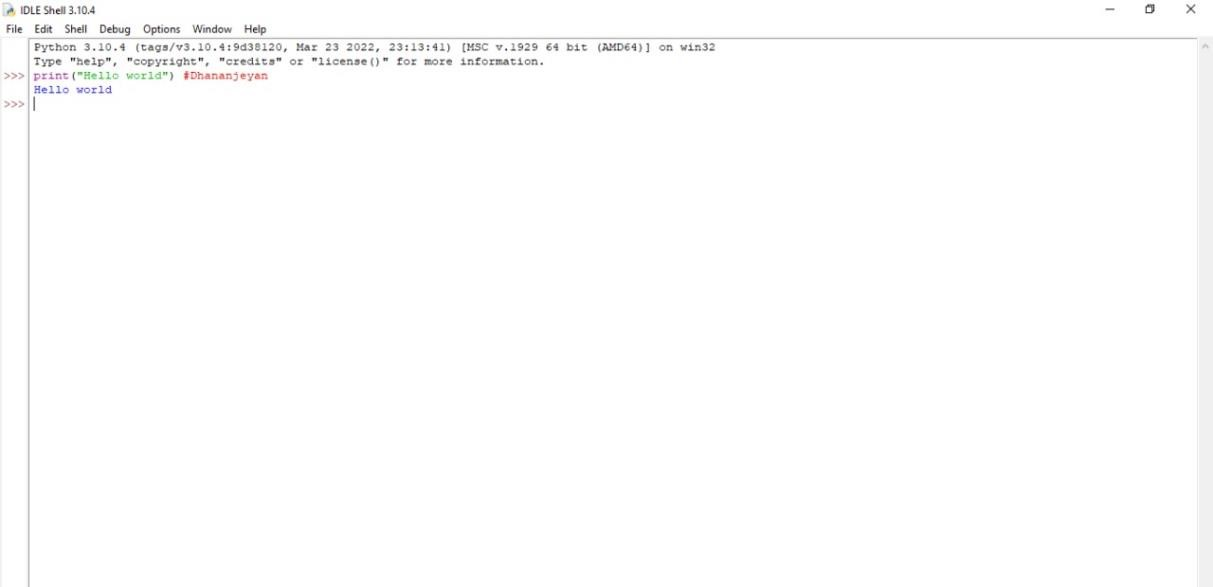 IDLE Shell 3.10.4
File Edit Shell Debug Options Window Help
Python 3.10.4 (tags/v3.10.4:9d38120, Mar 23 2022, 23:13:41) [MSC v.1929 64 bit (AMD64)] on win32
Type "help", "copyright", "credits" or "license()" for more information.
>>> print("Hello world") #Dhananjeyan
Hello world
>>>